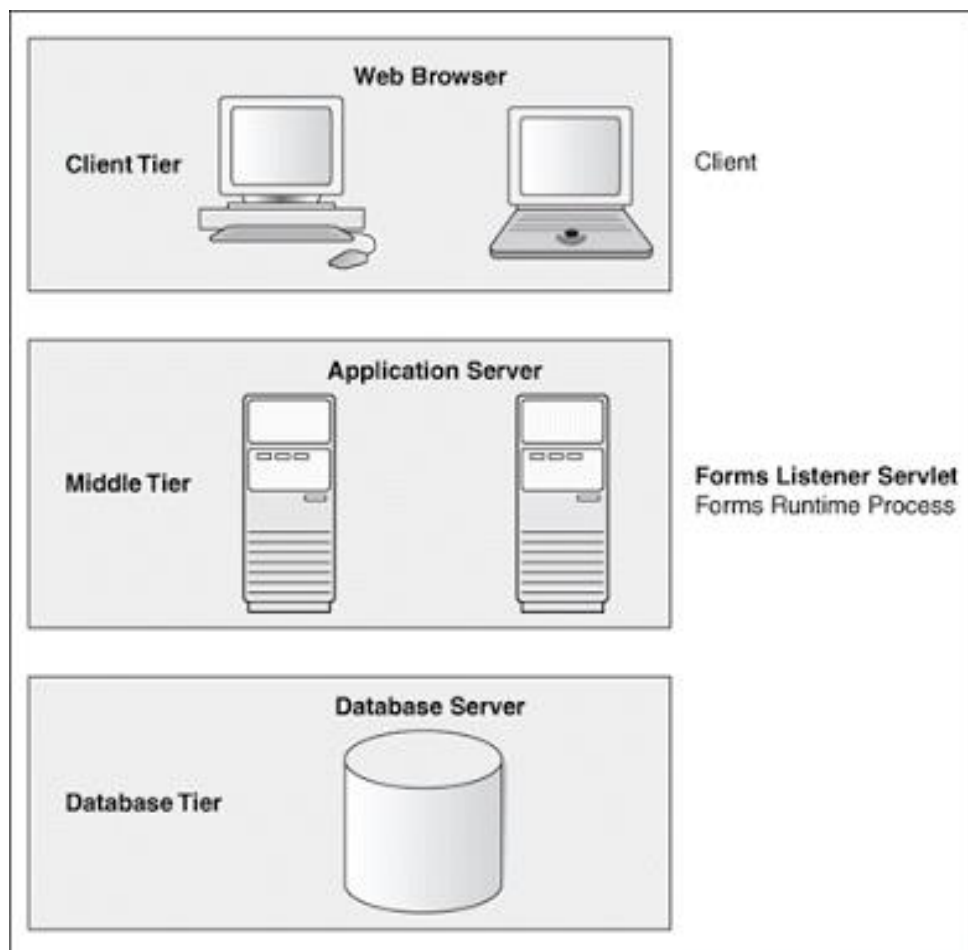 Web Browser
Client Tier
Client
Application Server
Middle Tier
Forms Listener Servlet
Forms Runtime Process
Database Server
Database Tier